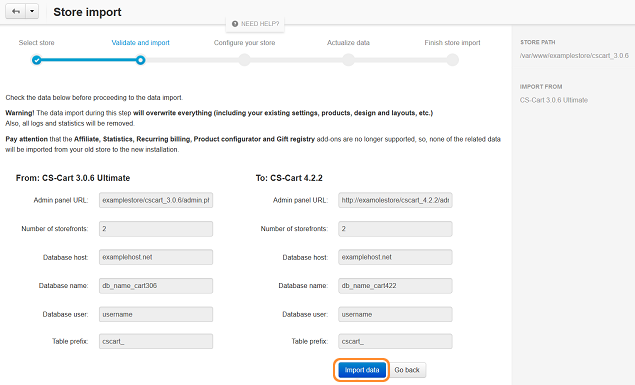 Store import
NEED HELP?
Select store
Validate and import
Configure your store
Actualize data
Finish store import
STORE PATH
/var/www/examplestore/cscart_3.0.6
IMPORT FROM
CS-Cart 3.0.6 Ultimate
Check the data below before proceeding to the data import.
Warning! The data import during this step will overwrite everything (including your existing settings, products, design and layouts, etc.)
Also, all logs and statistics will be removed.
Pay attention that the Affiliate, Statistics, Recurring billing, Product configurator and Gift registry add-ons are no longer supported, so, none of the related data
will be imported from your old store to the new installation.
From: CS-Cart 3.0.6 Ultimate
Admin panel URL: examplestore/cscart_3.0.6/admin.pl
Number of storefronts: 2
Database host: examplehost.net
Database name: db_name_cart306
Database user: username
Table prefix: cscart_
To: CS-Cart 4.2.2
Admin panel URL: http://examolestore/cscart_4.2.2/adr
Number of storefronts: 2
Database host: examplehost.net
Database name: db_name_cart422
Database user: username
Table prefix: cscart_
Import data
Go back